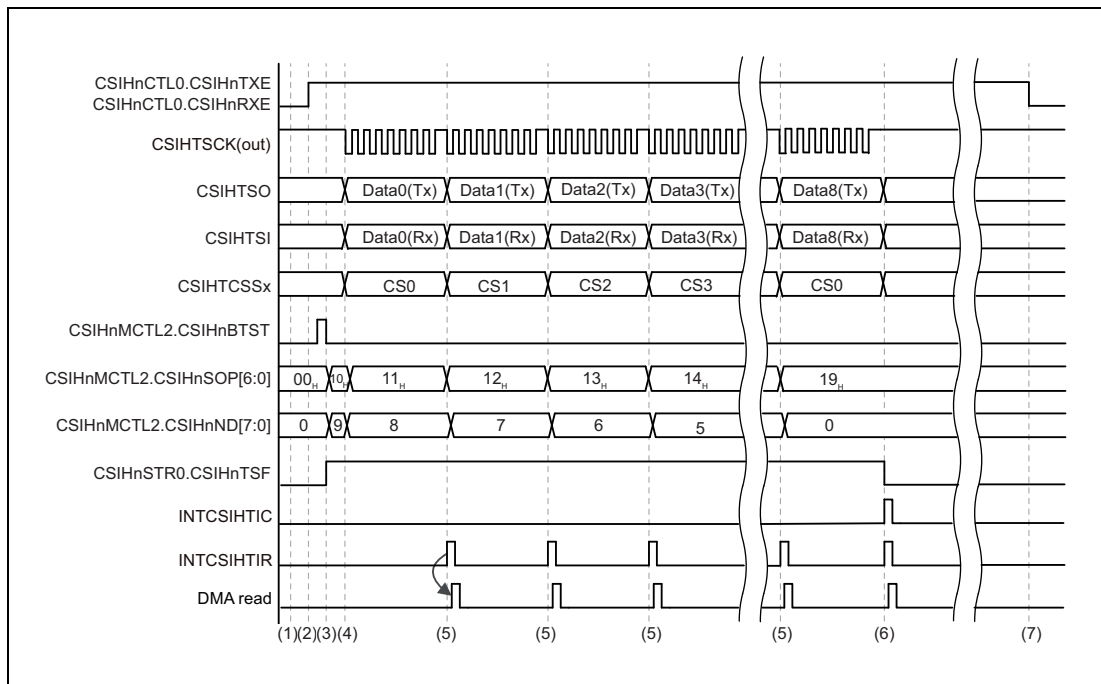 CSIHnCTL0.CSIHnTXE
CSIHnCTL0.CSIHnRXE
CSIHTSCK(out)
CSIHTSO Data0(Tx) Data1(Tx) Data2(Tx) Data3(Tx) Data8(Tx)
CSIHTSI Data0(Rx) Data1(Rx) Data2(Rx) Data3(Rx) Data8(Rx)
CSIHTCSSx CS0 CS1 CS2 CS3 CS0
CSIHnMCTL2.CSIHnBTST
CSIHnMCTL2.CSIHnSOP[6:0] 00H 10H 11H 12H 13H 14H 19H
CSIHnMCTL2.CSIHnND[7:0] 0 9 8 7 6 5 0
CSIHnSTR0.CSIHnTSF
INTCSIHTIC
INTCSIHTIR
DMA read
(1)(2)(3)(4) (5) (5) (5) (5) (6) (7)